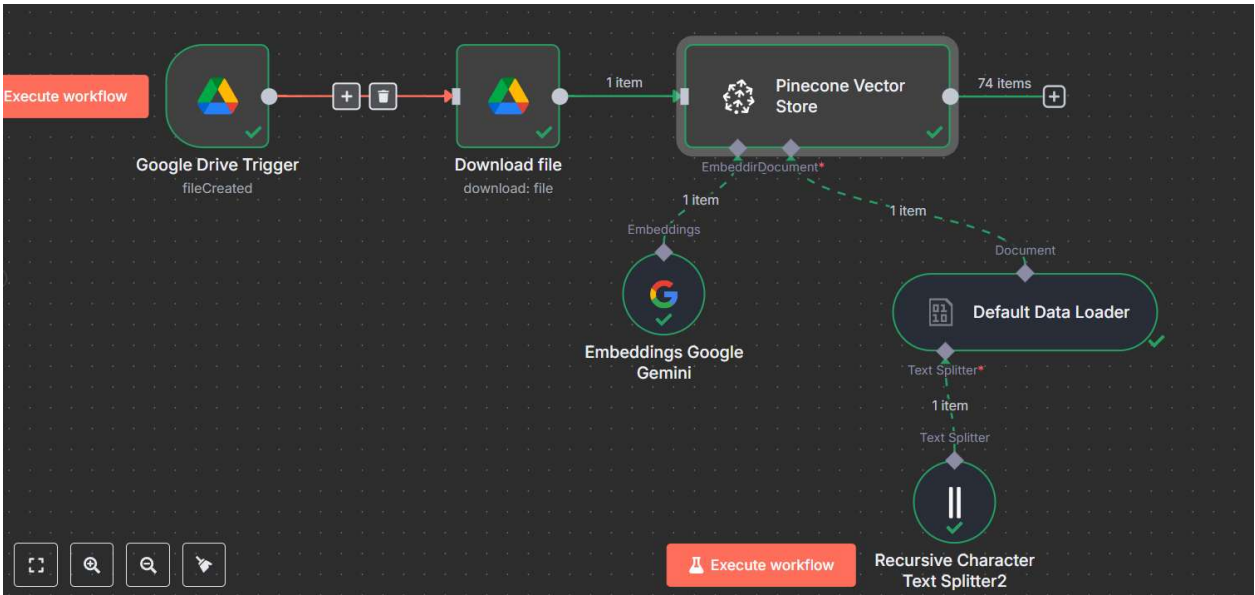 Execute workflow
Google Drive Trigger
fileCreated
Download file
download: file
1 item
Pinecone Vector
Store
74 items
EmbeddirDocument*
1 item
1 item
Embeddings
Document
Embeddings Google
Gemini
Default Data Loader
Text Splitter*
1 item
Text Splitter
Recursive Character
Text Splitter2
Execute workflow